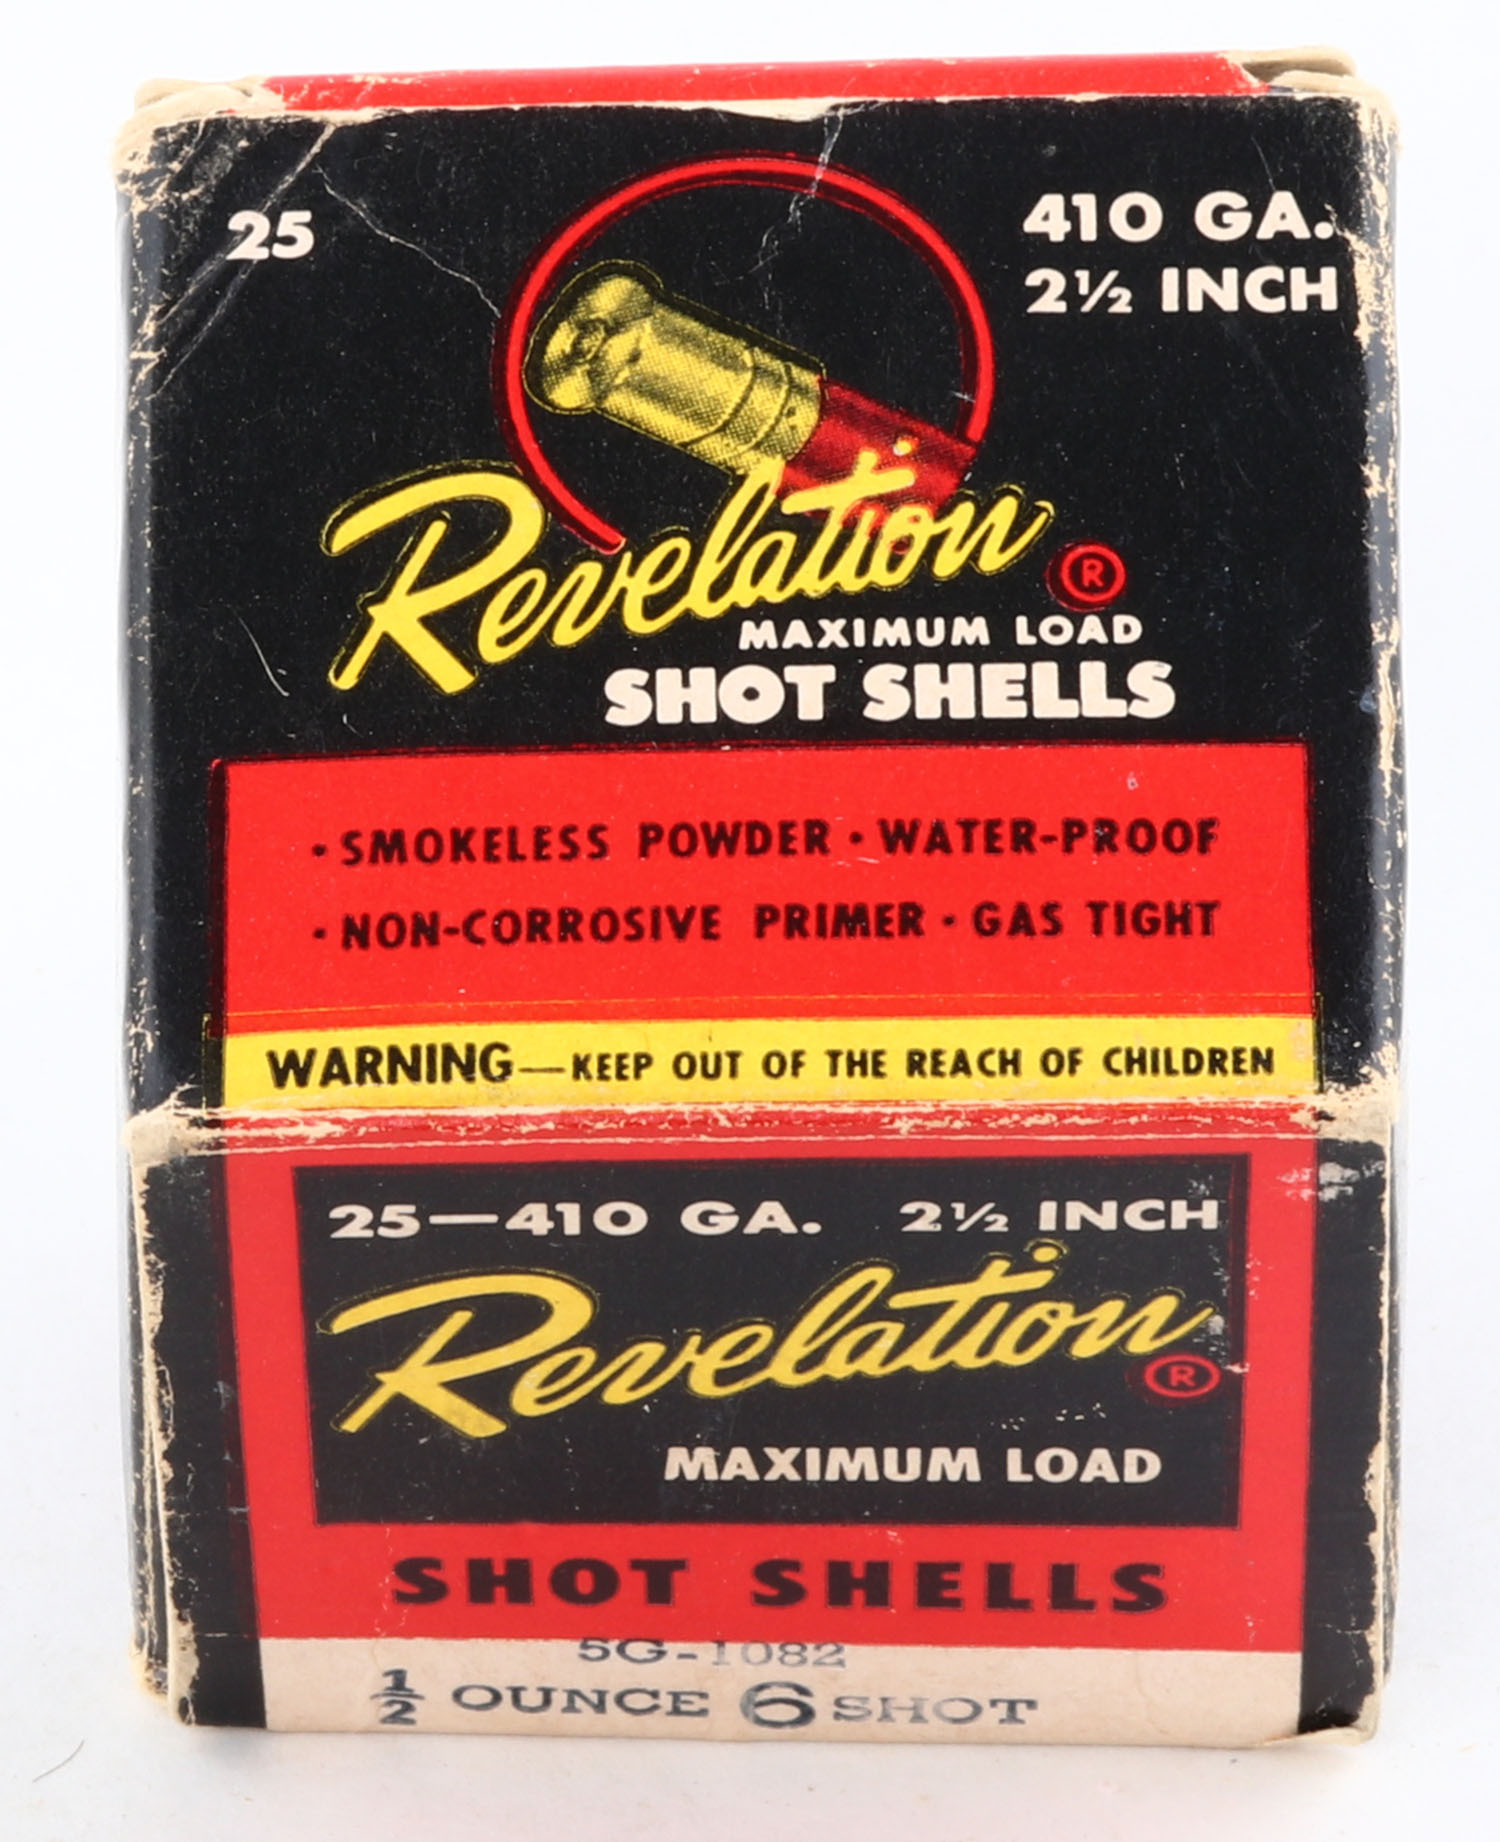 25
410 GA.
2½ INCH
Revelation ®
MAXIMUM LOAD
SHOT SHELLS
· SMOKELESS POWDER · WATER-PROOF
· NON-CORROSIVE PRIMER · GAS TIGHT
WARNING—KEEP OUT OF THE REACH OF CHILDREN
25—410 GA. 2½ INCH
Revelation ®
MAXIMUM LOAD
SHOT SHELLS
5G-1082
½ OUNCE 6 SHOT